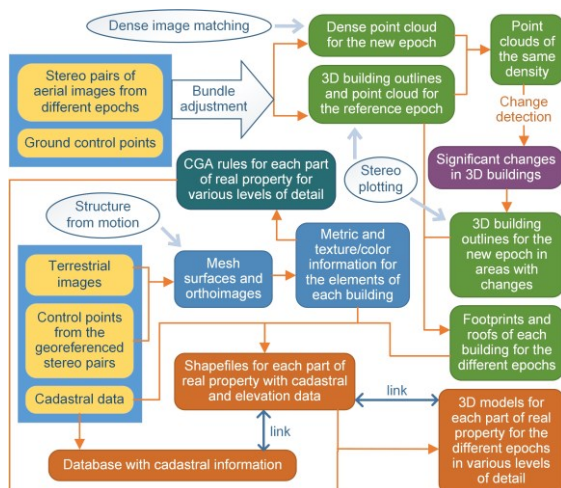 Dense image matching
Dense point cloud
for the new epoch
Point
clouds of
the same
density
Stereo pairs of
aerial images from
different epochs
Bundle
adjustment
3D building outlines
and point cloud for
the reference epoch
Ground control points
Change
detection
CGA rules for each part
of real property for
various levels of detail
Stereo
plotting
Significant changes
in 3D buildings
Structure
from motion
Metric and
texture/color
information for
the elements of
each building
3D building
outlines for the
new epoch in
areas with
changes
Terrestrial
images
Mesh
surfaces and
orthoimages
Control points
from the
georeferenced
stereo pairs
Footprints and
roofs of each
building for the
different epochs
Shapefiles for each part of
real property with cadastral
and elevation data
Cadastral data
link
3D models for
each part of real
property for the
different epochs
in various levels
of detail
link
Database with cadastral information